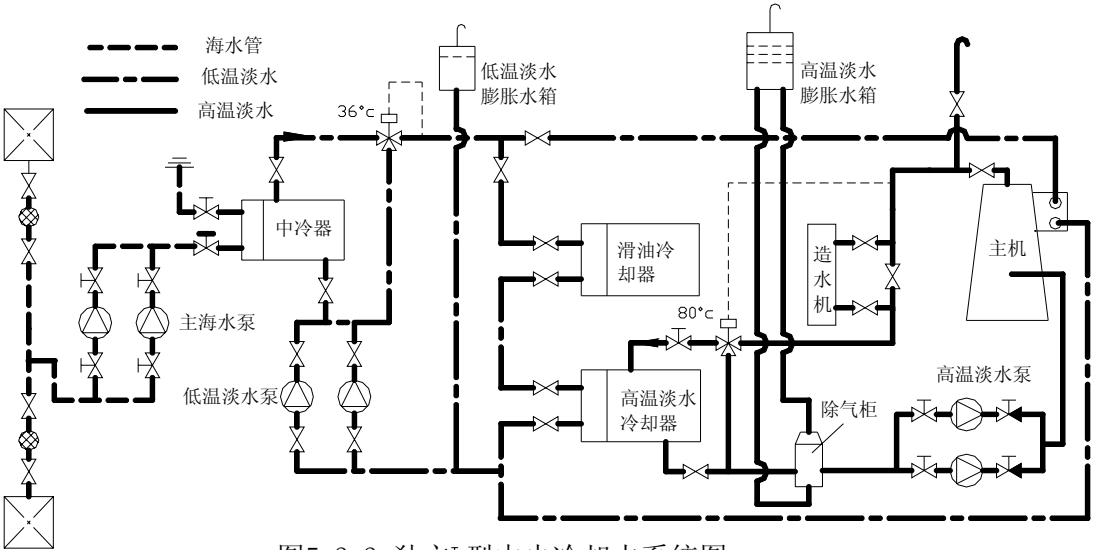 海水管
低温淡水
高温淡水
低温淡水
膨胀水箱
高温淡水
膨胀水箱
36°c
中冷器
滑油冷
却器
造
水
机
主机
主海水泵
80°c
低温淡水泵
高温淡水
冷却器
除气柜
高温淡水泵